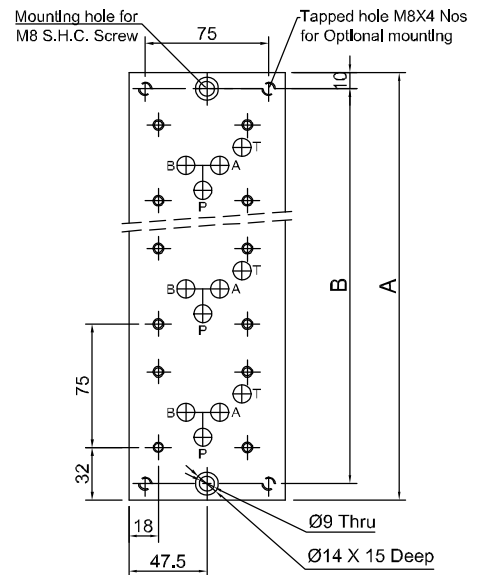 Mounting hole for
M8 S.H.C. Screw
Tapped hole M8X4 Nos
for Optional mounting
75
10
T
B A
P
T
B A
P
B
A
75
T
B A
P
32
18
47.5
Ø9 Thru
Ø14 X 15 Deep